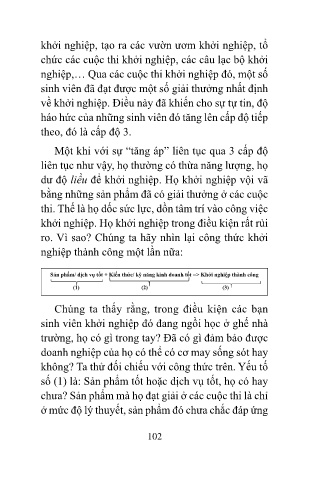 khởi nghiệp, tạo ra các vườn ươm khởi nghiệp, tổ
chức các cuộc thi khởi nghiệp, các câu lạc bộ khởi
nghiệp,… Qua các cuộc thi khởi nghiệp đó, một số
sinh viên đã đạt được một số giải thưởng nhất định
về khởi nghiệp. Điều này đã khiến cho sự tự tin, độ
háo hức của những sinh viên đó tăng lên cấp độ tiếp
theo, đó là cấp độ 3.
Một khi với sự “tăng áp” liên tục qua 3 cấp độ
liên tục như vậy, họ thường có thừa năng lượng, họ
dư độ liều để khởi nghiệp. Họ khởi nghiệp vội vã
bằng những sản phẩm đã có giải thưởng ở các cuộc
thi. Thế là họ dốc sức lực, dồn tâm trí vào công việc
khởi nghiệp. Họ khởi nghiệp trong điều kiện rất rủi
ro. Vì sao? Chúng ta hãy nhìn lại công thức khởi
nghiệp thành công một lần nữa:
Sản phẩm/ dịch vụ tốt + Kiến thức/ kỹ năng kinh doanh tốt => Khởi nghiệp thành công
(1) (2) (3)
Chúng ta thấy rằng, trong điều kiện các bạn
sinh viên khởi nghiệp đó đang ngồi học ở ghế nhà
trường, họ có gì trong tay? Đã có gì đảm bảo được
doanh nghiệp của họ có thể có cơ may sống sót hay
không? Ta thử đối chiếu với công thức trên. Yếu tố
số (1) là: Sản phẩm tốt hoặc dịch vụ tốt, họ có hay
chưa? Sản phẩm mà họ đạt giải ở các cuộc thi là chỉ
ở mức độ lý thuyết, sản phẩm đó chưa chắc đáp ứng
102